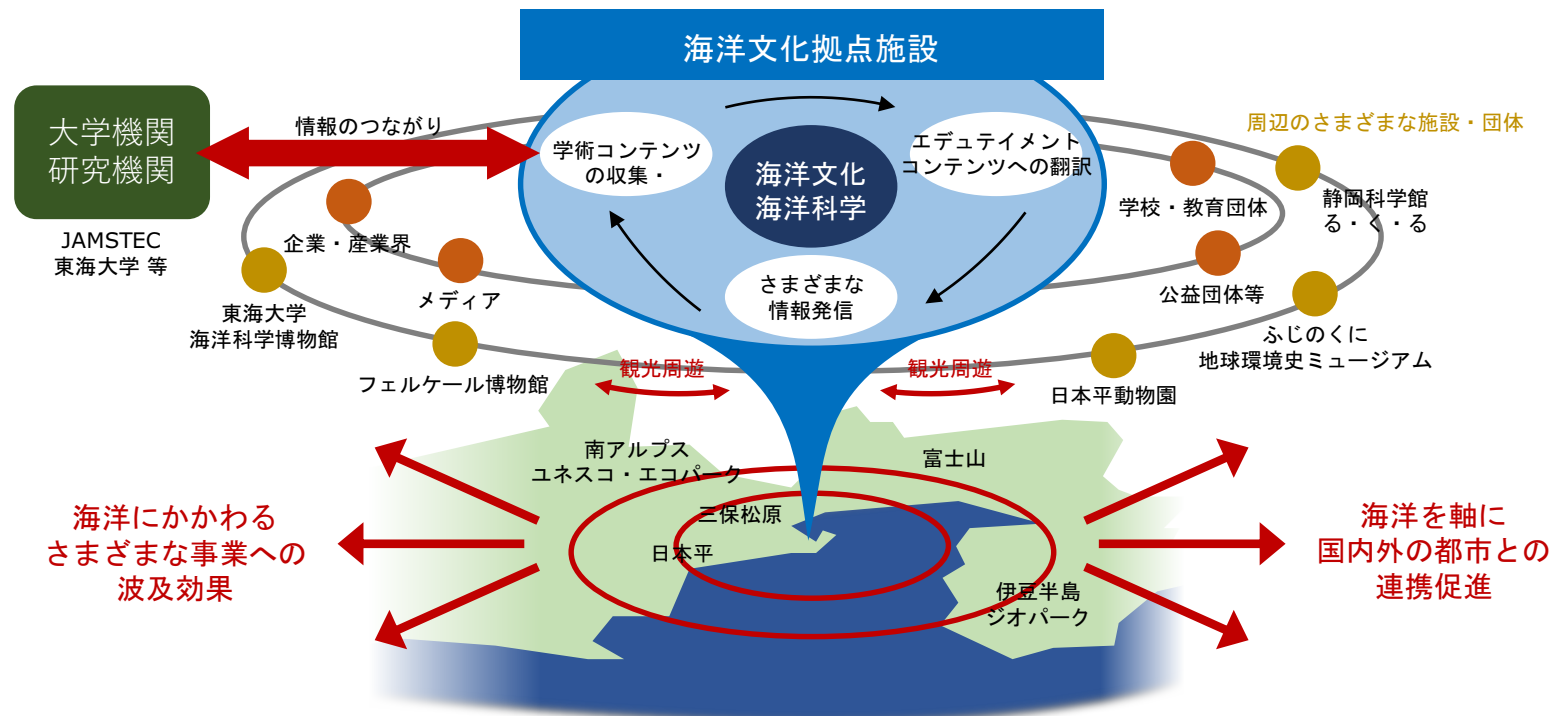 海洋文化拠点施設
大学機関
研究機関
情報のつながり
JAMSTEC
東海大学 等
学術コンテンツ
の収集・
エデュテイメント
コンテンツへの翻訳
海洋文化
海洋科学
さまざまな
情報発信
周辺のさまざまな施設・団体
静岡科学館
る・く・る
学校・教育団体
公益団体等
企業・産業界
メディア
東海大学
海洋科学博物館
フェルケール博物館
ふじのくに
地球環境史ミュージアム
日本平動物園
観光周遊
観光周遊
南アルプス
ユネスコ・エコパーク
富士山
三保松原
日本平
伊豆半島
ジオパーク
海洋にかかわる
さまざまな事業への
波及効果
海洋を軸に
国内外の都市との
連携促進